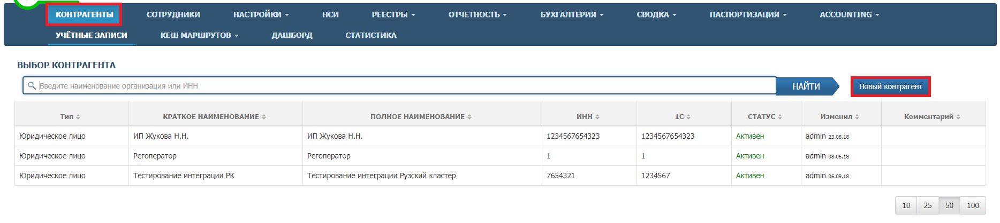 КОНТРАГЕНТЫ СОТРУДНИКИ НАСТРОЙКИ НСИ РЕЕСТРЫ ОТЧЕТНОСТЬ БУХГАЛТЕРИЯ СВОДКА ПАСПОРТИЗАЦИЯ ACCOUNTING
УЧЁТНЫЕ ЗАПИСИ КЕШ МАРШРУТОВ ДАШБОРД СТАТИСТИКА
ВЫБОР КОНТРАГЕНТА
Введите наименование организация или ИНН НАЙТИ Новый контрагент
Тип КРАТКОЕ НАИМЕНОВАНИЕ ПОЛНОЕ НАИМЕНОВАНИЕ ИНН 1С СТАТУС Изменил Комментарий
Юридическое лицо ИП Жукова Н.Н. ИП Жукова Н.Н. 1234567654323 1234567654323 Активен admin 23.08.18
Юридическое лицо Регоператор Регоператор 1 1 Активен admin 08.06.18
Юридическое лицо Тестирование интеграции РК Тестирование интеграции Рузский кластер 7654321 1234567 Активен admin 06.09.18
10 25 50 100